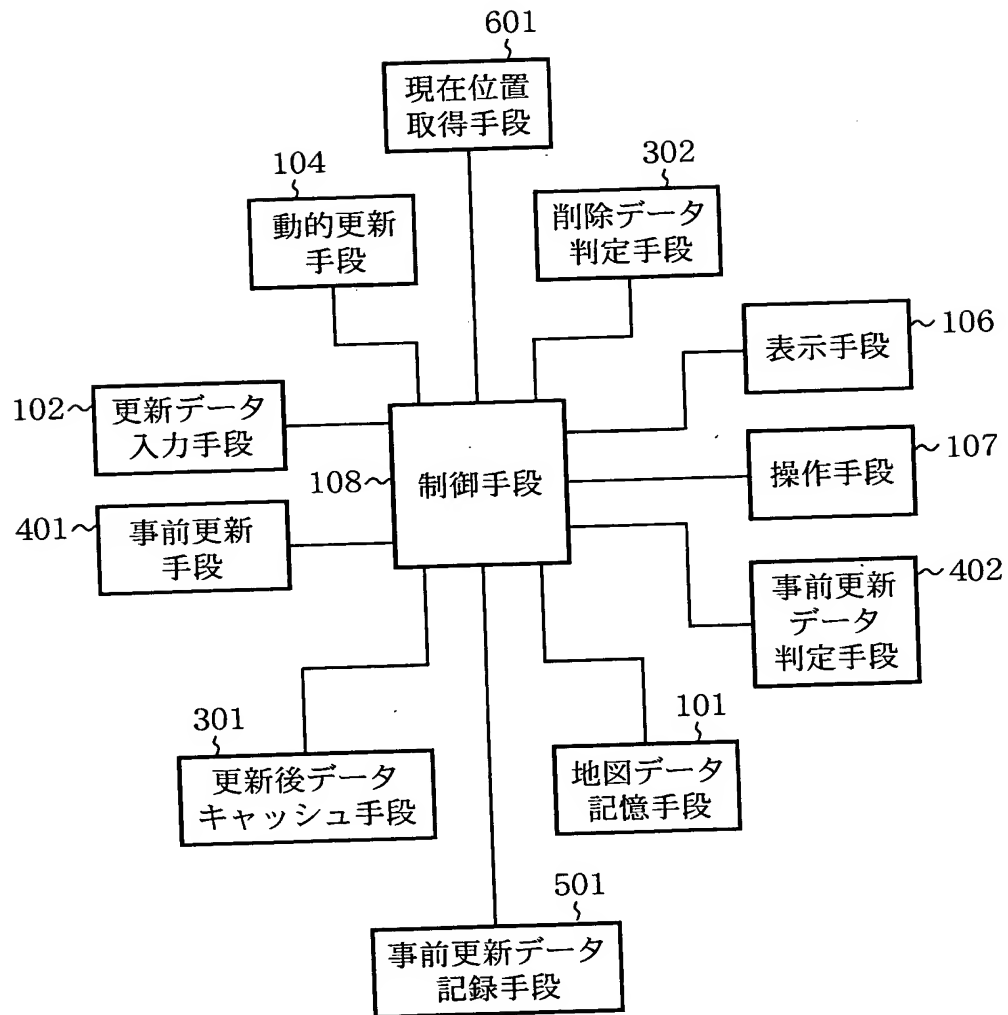 601
現在位置
取得手段
104
動的更新
手段
302
削除データ
判定手段
106
表示手段
102
更新データ
入力手段
108
制御手段
107
操作手段
401
事前更新
手段
402
事前更新
データ
判定手段
301
更新後データ
キャッシュ手段
101
地図データ
記憶手段
501
事前更新データ
記録手段